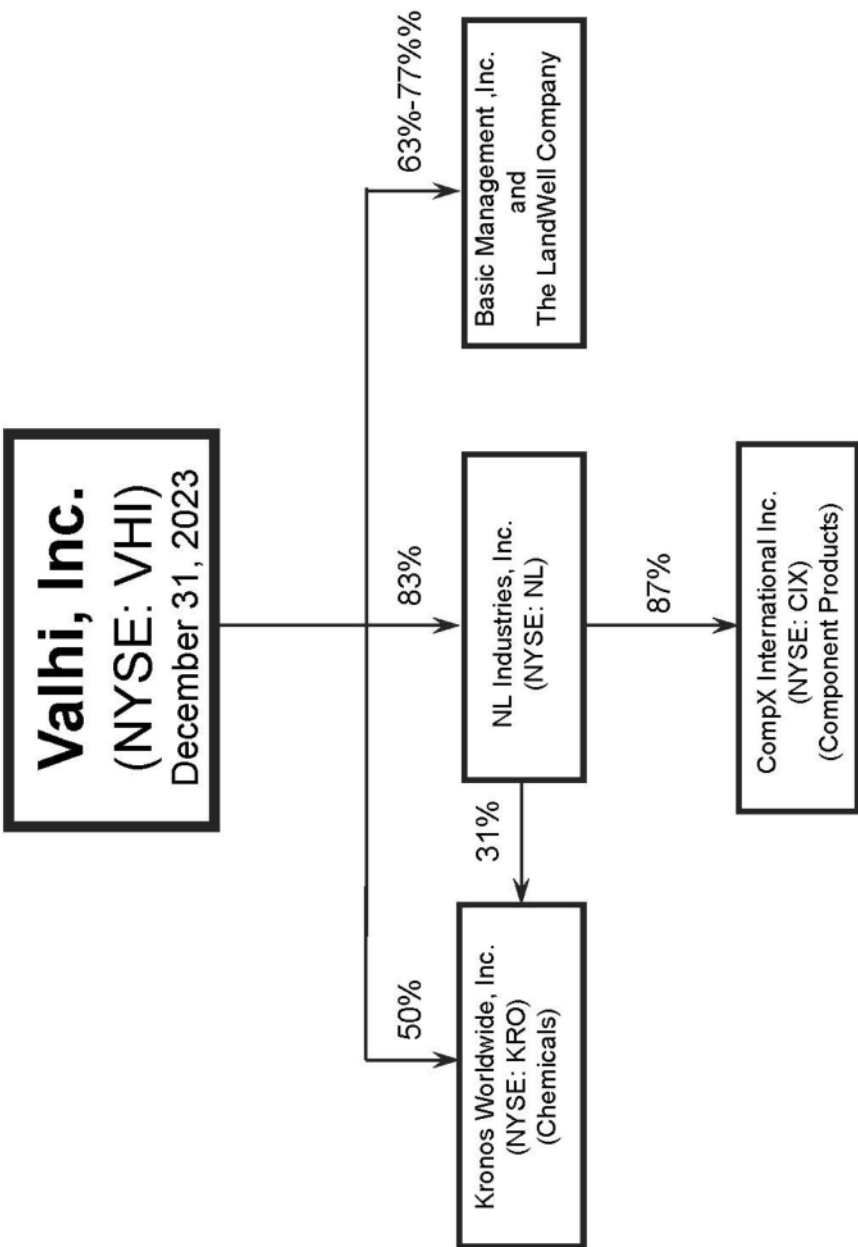 Valhi, Inc.
(NYSE: VHI)
December 31, 2023
50%
83%
63%-77%%
Kronos Worldwide, Inc.
(NYSE: KRO)
(Chemicals)
31%
NL Industries, Inc.
(NYSE: NL)
Basic Management ,Inc.
and
The LandWell Company
87%
CompX International Inc.
(NYSE: CIX)
(Component Products)